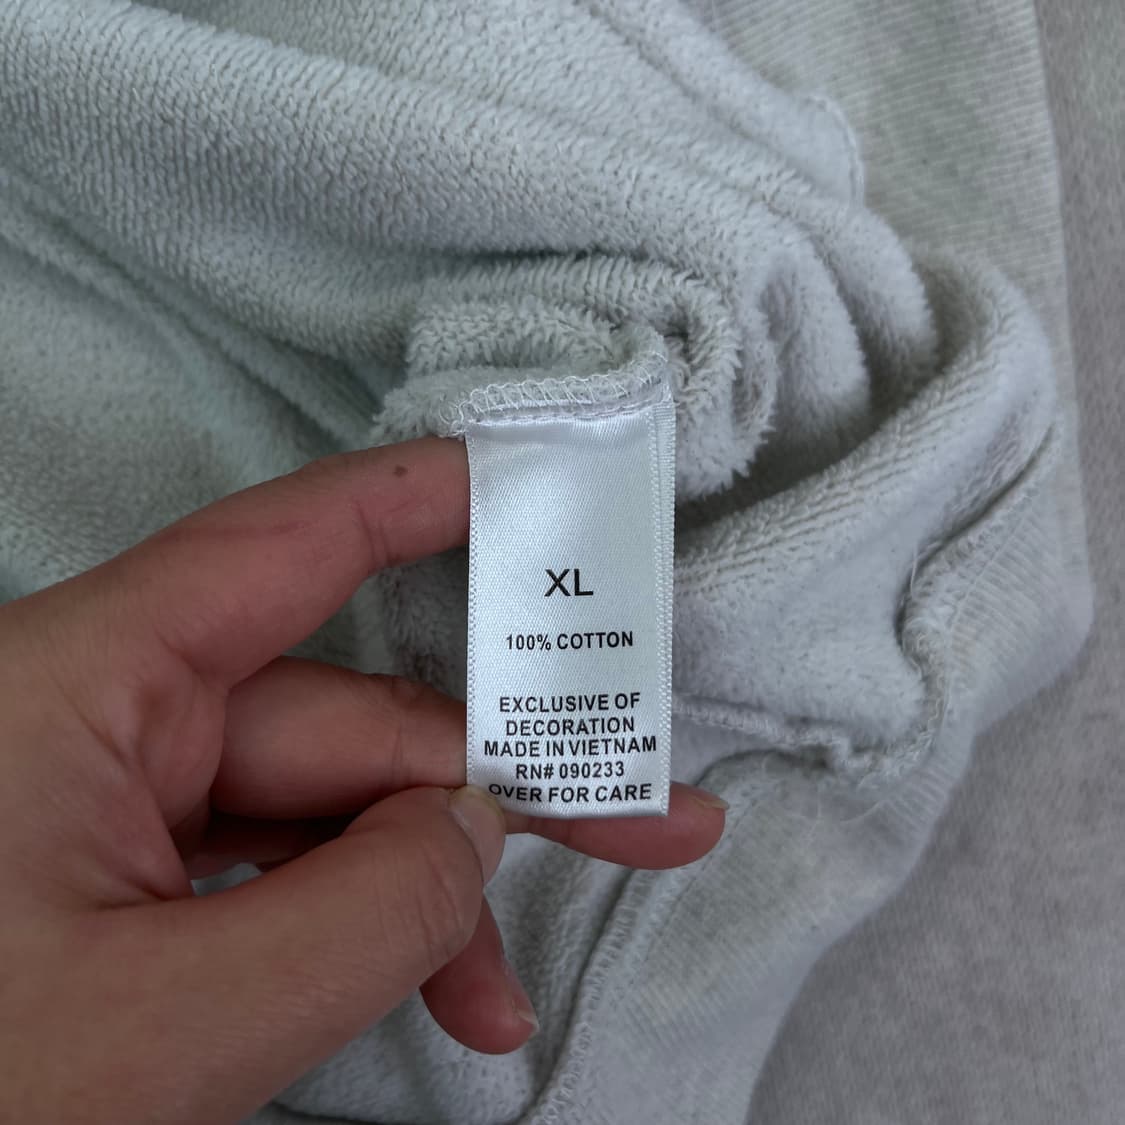 XL
100% COTTON
EXCLUSIVE OF
DECORATION
MADE IN VIETNAM
RN# 090233
OVER FOR CARE